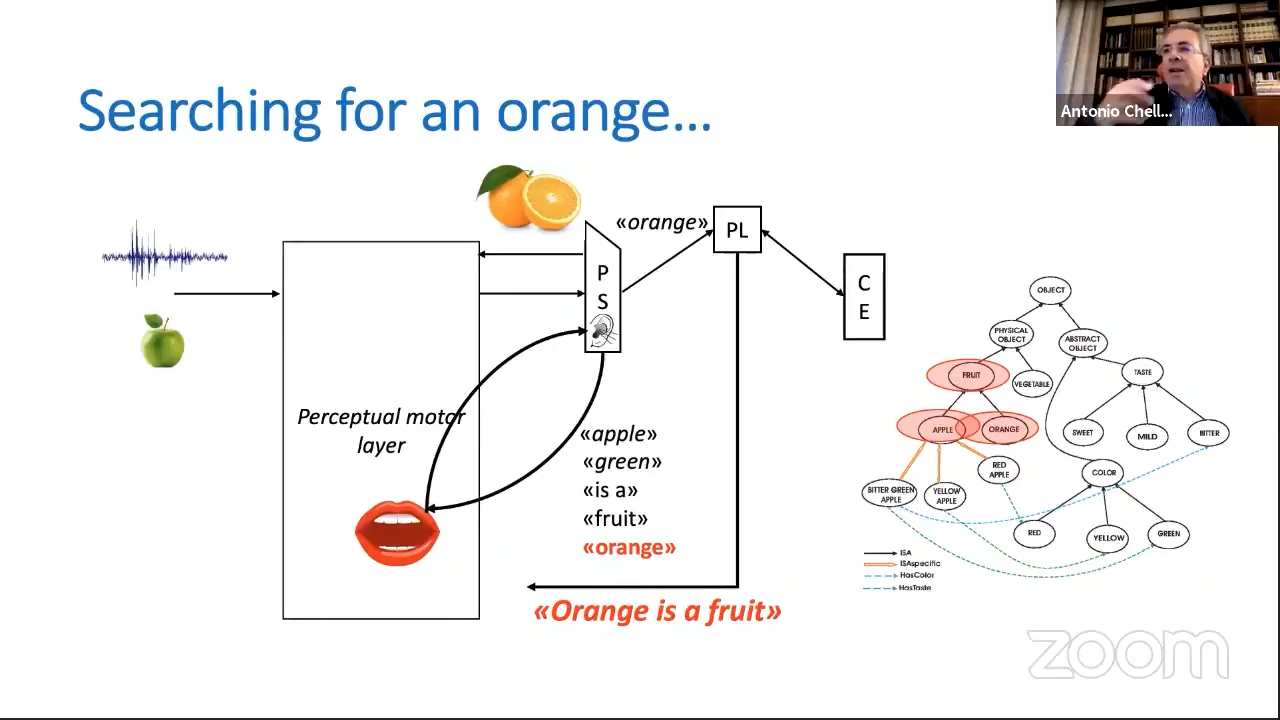 Searching for an orange...
Antonio Chell...
«orange»
PL
P
S
C
E
Perceptual motor
layer
«apple»
«green»
«is a»
«fruit»
«orange»
«Orange is a fruit»
OBJECT
PHYSICAL
OBJECT
ABSTRACT
OBJECT
FRUIT
VEGETABLE
TASTE
APPLE
ORANGE
SWEET
MILD
BITTER
RED
APPLE
COLOR
BITTER GREEN
APPLE
YELLOW
APPLE
RED
YELLOW
GREEN
ISA
ISAspecific
HasColor
HasTaste
zoom